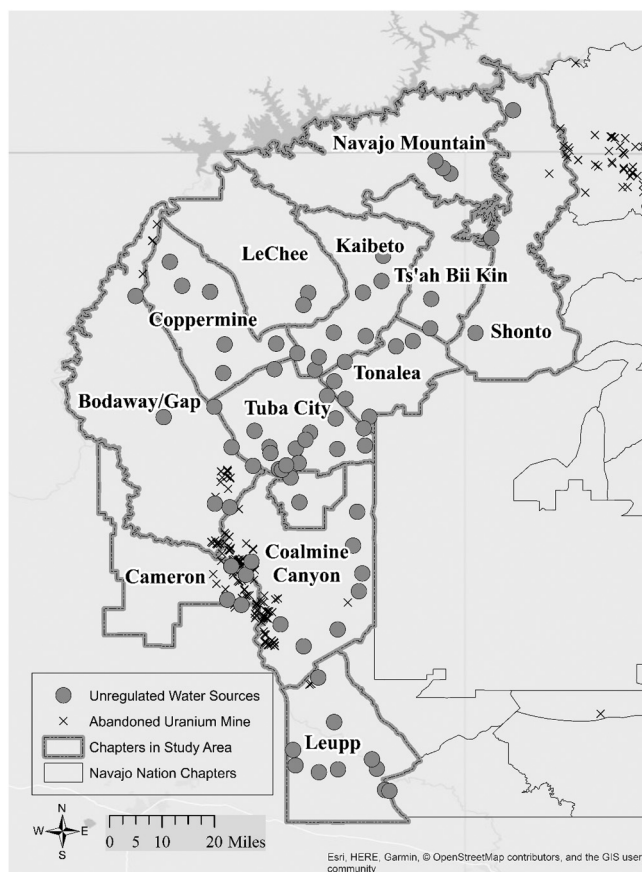 Navajo Mountain
LeChee
Kaibeto
Ts'ah Bii Kin
Coppermine
Shonto
Tonalea
Bodaway/Gap
Tuba City
Coalmine
Canyon
Cameron
Leupp
Unregulated Water Sources
Abandoned Uranium Mine
Chapters in Study Area
Navajo Nation Chapters
N
W E
S
0 5 10 20 Miles
Esri, HERE, Garmin, © OpenStreetMap contributors, and the GIS user
community